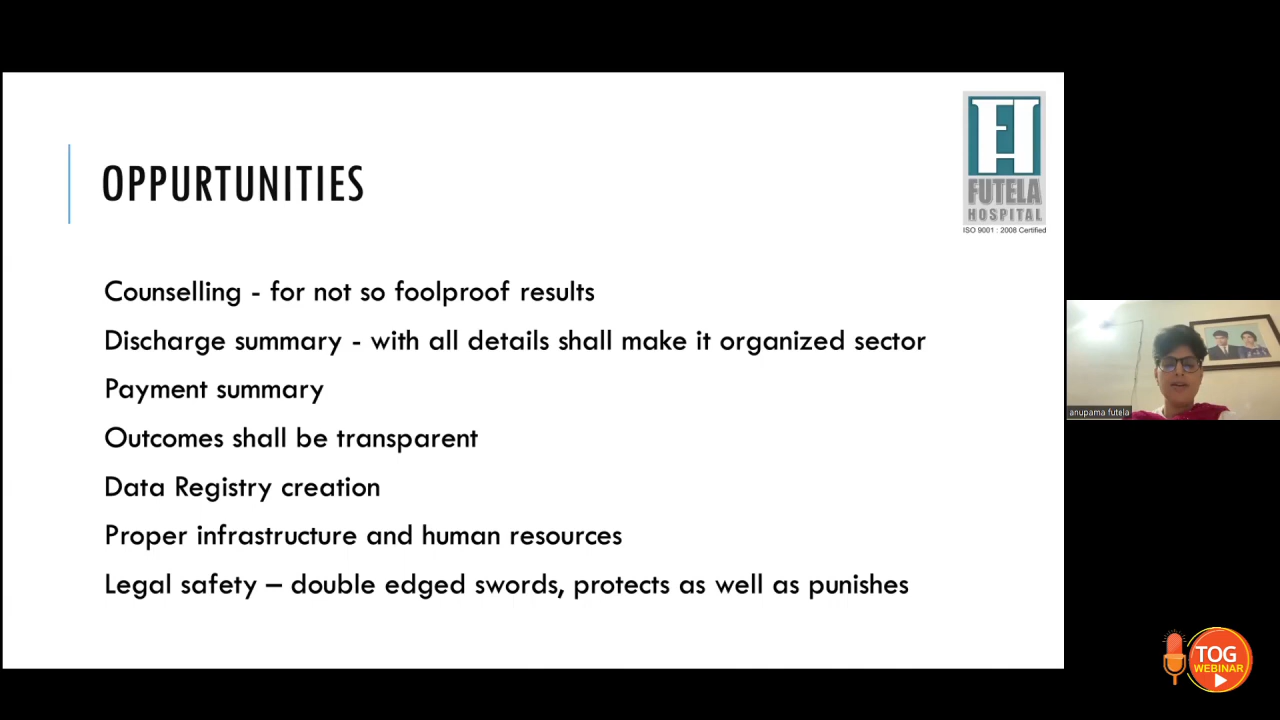 OPPURTUNITIES
FUTELA
HOSPITAL
ISO 9001 : 2008 Certified
Counselling - for not so foolproof results
Discharge summary - with all details shall make it organized sector
Payment summary
Outcomes shall be transparent
Data Registry creation
Proper infrastructure and human resources
Legal safety – double edged swords, protects as well as punishes
anupama futela
TOG
WEBINAR